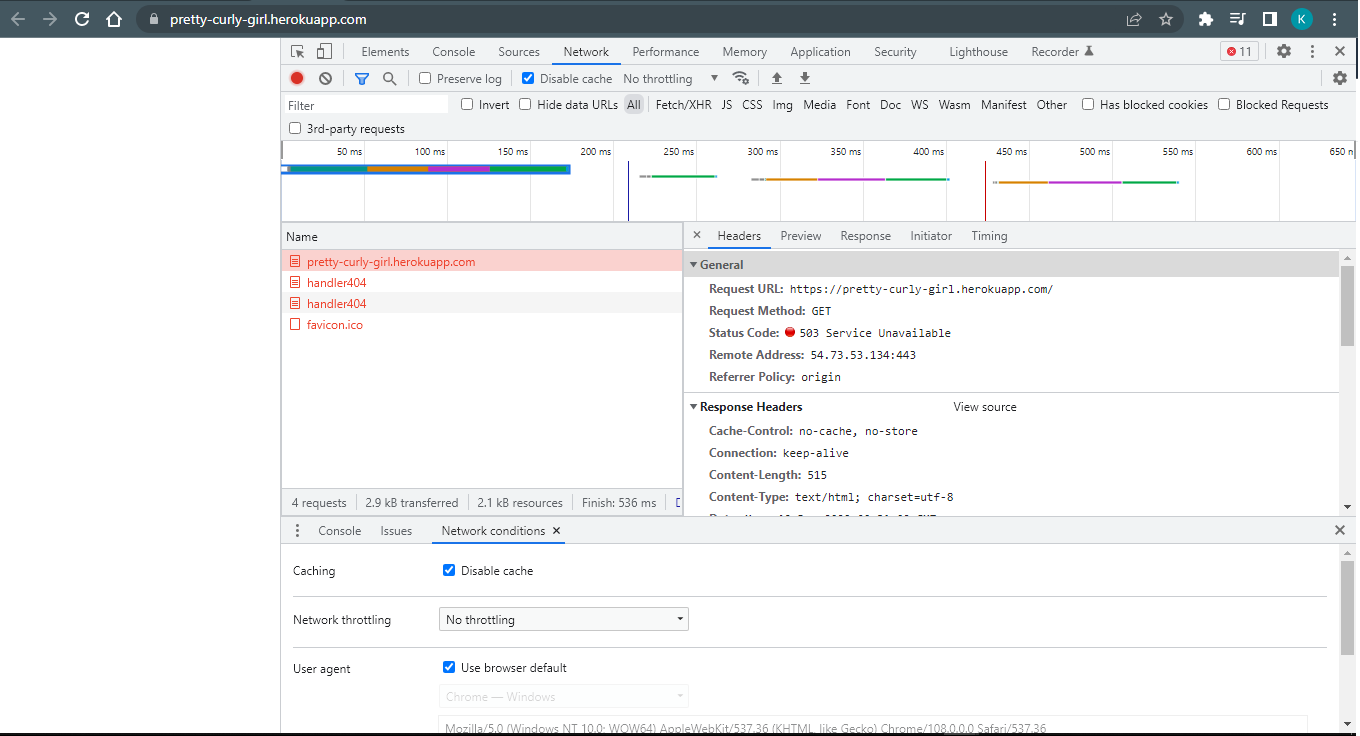 pretty-curly-girl.herokuapp.com
K
Elements Console Sources Network Performance Memory Application Security Lighthouse Recorder 11
Preserve log Disable cache No throttling
Filter Invert Hide data URLs All Fetch/XHR JS CSS Img Media Font Doc WS Wasm Manifest Other Has blocked cookies Blocked Requests
3rd-party requests
50 ms 100 ms 150 ms 200 ms 250 ms 300 ms 350 ms 400 ms 450 ms 500 ms 550 ms 600 ms 650 n
Name
pretty-curly-girl.herokuapp.com
handler404
handler404
favicon.ico
4 requests 2.9 kB transferred 2.1 kB resources Finish: 536 ms
Headers Preview Response Initiator Timing
General
Request URL: https://pretty-curly-girl.herokuapp.com/
Request Method: GET
Status Code: 503 Service Unavailable
Remote Address: 54.73.53.134:443
Referrer Policy: origin
Response Headers View source
Cache-Control: no-cache, no-store
Connection: keep-alive
Content-Length: 515
Content-Type: text/html; charset=utf-8
Console Issues Network conditions
Caching Disable cache
Network throttling No throttling
User agent Use browser default
Chrome — Windows
Mozilla/5.0 (Windows NT 10.0; WOW64) AppleWebKit/537.36 (KHTML, like Gecko) Chrome/108.0.0.0 Safari/537.36